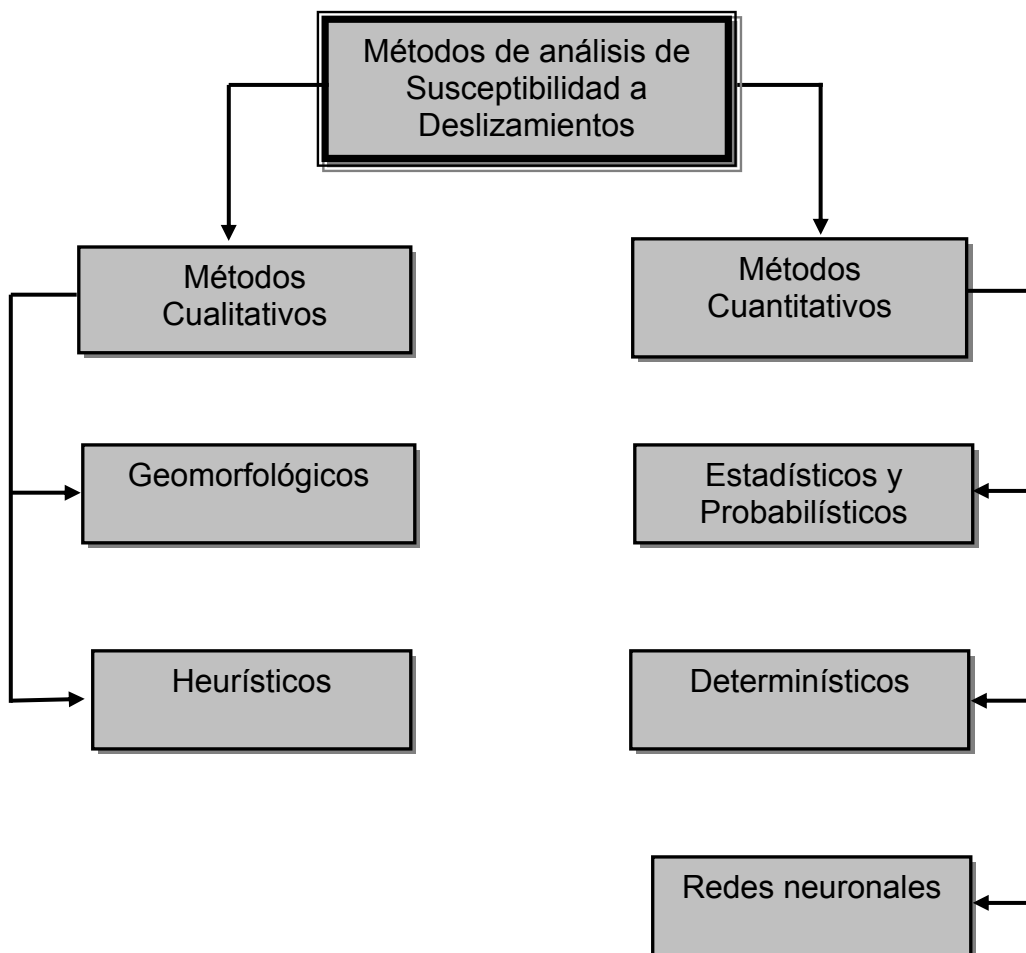 Métodos de análisis de
Susceptibilidad a
Deslizamientos
Métodos
Cualitativos
Métodos
Cuantitativos
Geomorfológicos
Estadísticos y
Probabilísticos
Heurísticos
Determinísticos
Redes neuronales